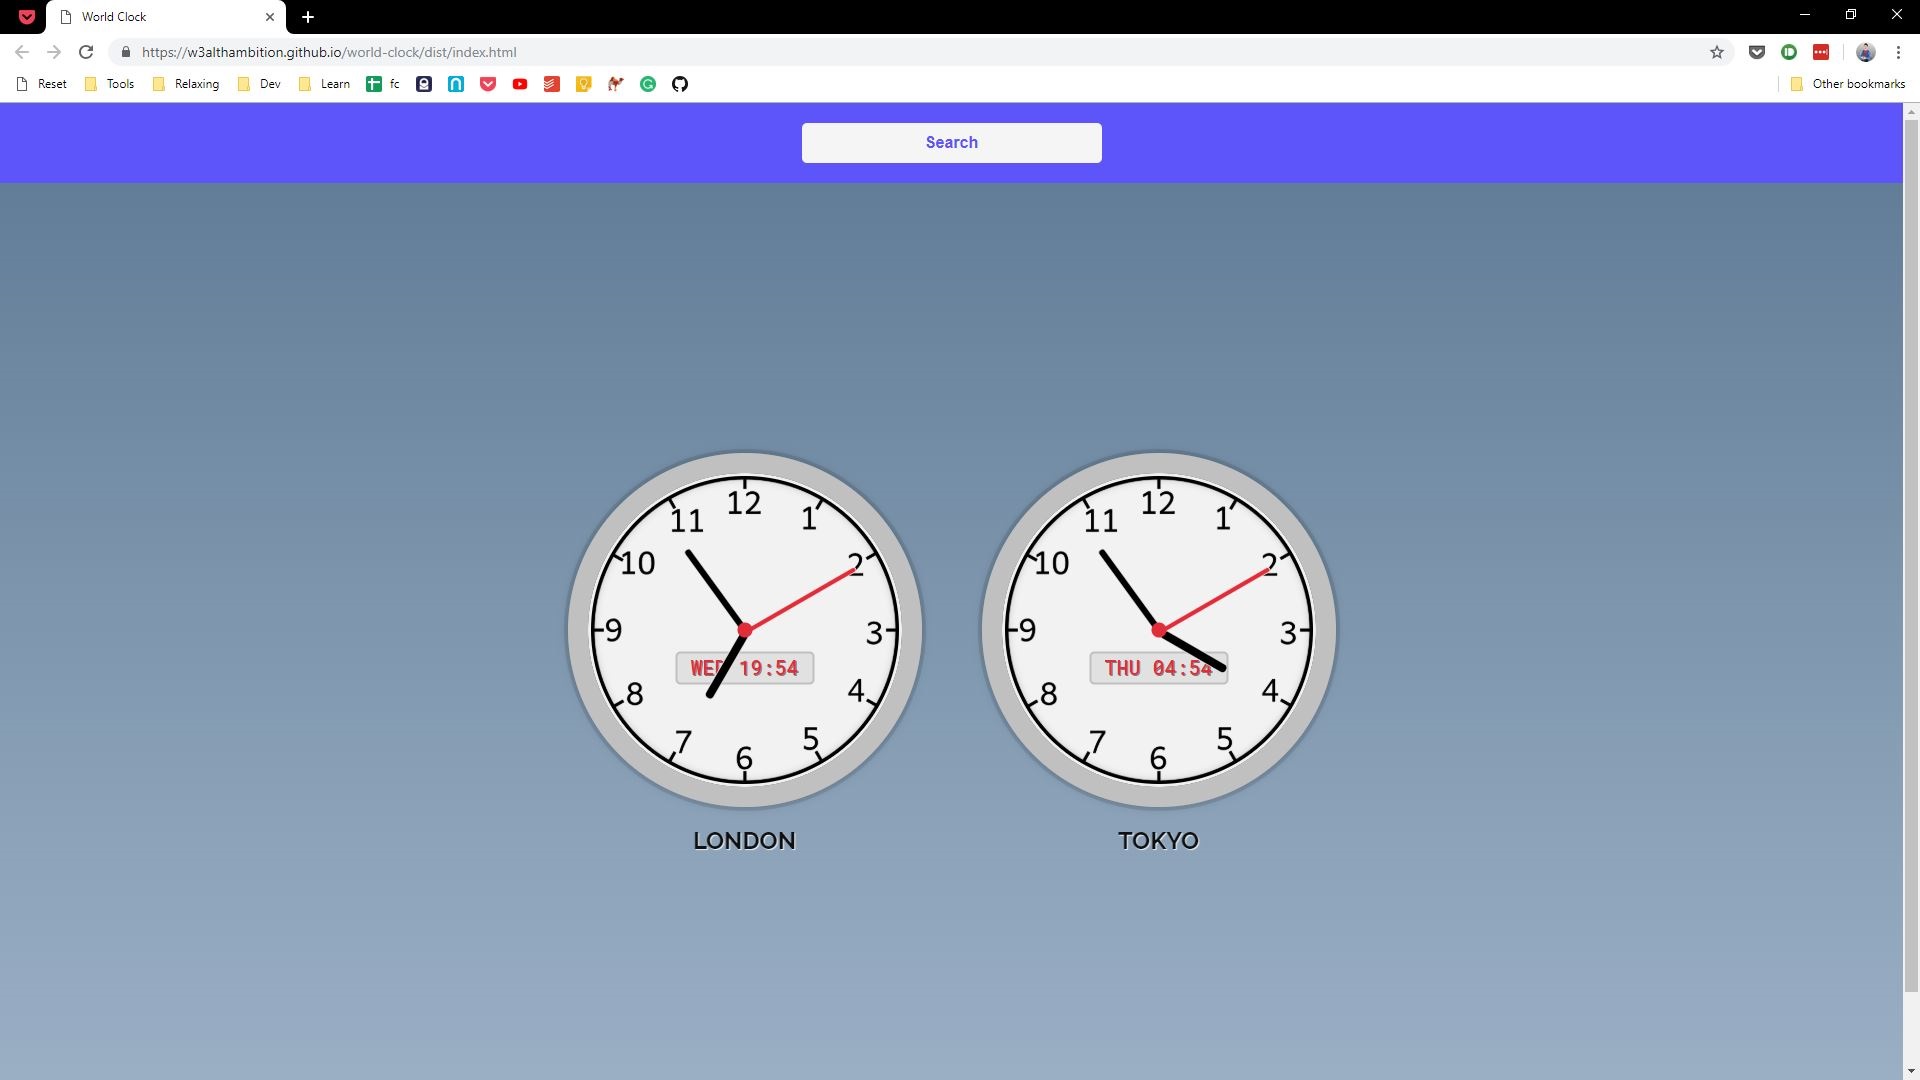 World Clock
https://w3althambition.github.io/world-clock/dist/index.html
Reset Tools Relaxing Dev Learn fc Other bookmarks
Search
12
11 1
10 2
9 3
WED 19:54
8 4
7 5
6
LONDON
12
11 1
10 2
9 3
THU 04:54
8 4
7 5
6
TOKYO